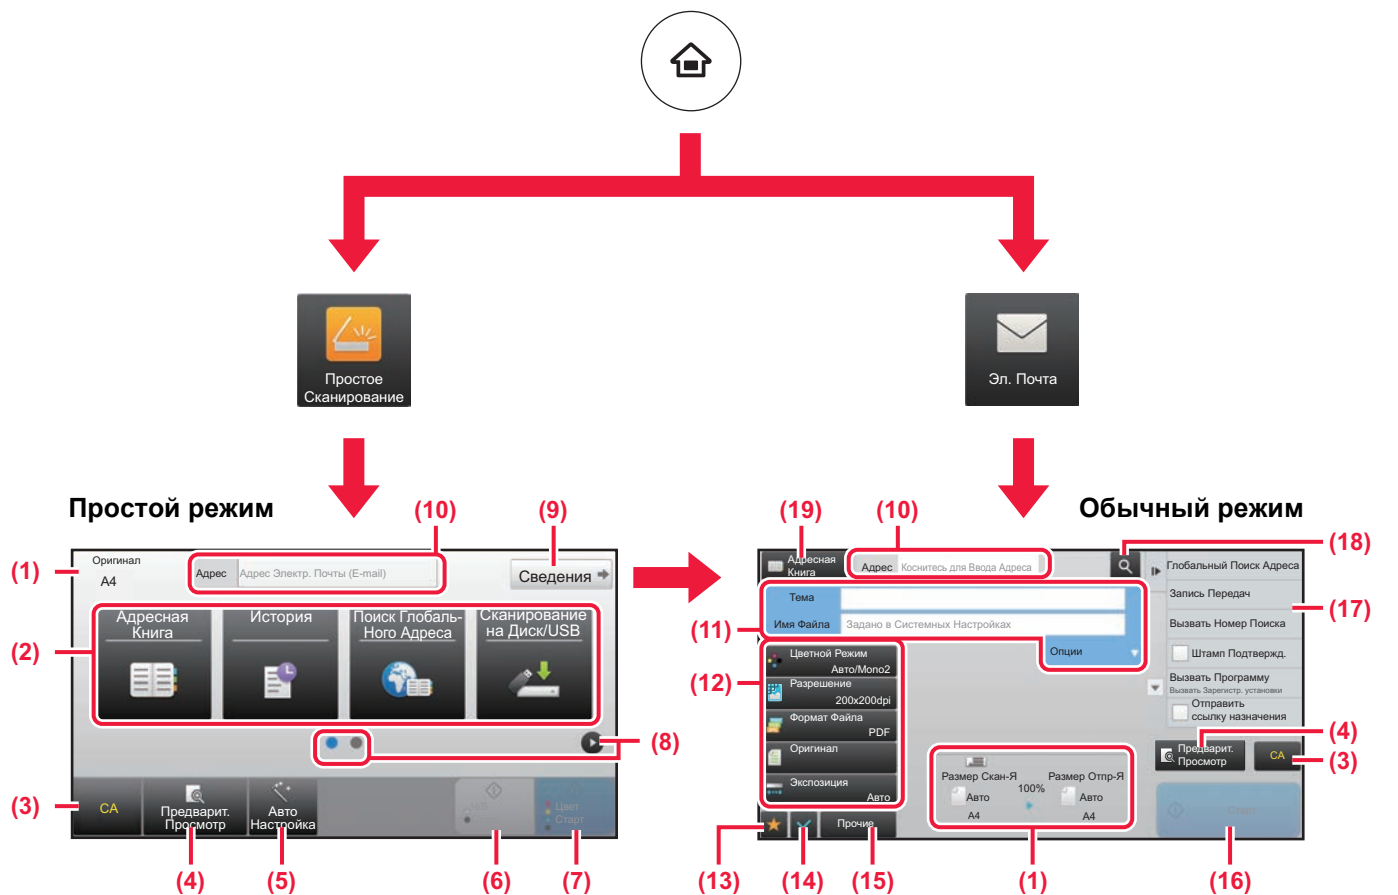 Простое
Сканирование
Эл. Почта
Простой режим
Обычный режим
(10)
(9)
(19)
(10)
(18)
(1)
Оригинал
A4
Адрес
Адрес Электр. Почты (E-mail)
Сведения
(2)
Адресная
Книга
История
Поиск Глобаль-
Ного Адреса
Сканирование
на Диск/USB
(8)
(3)
CA
Предварит.
Просмотр
Авто
Настройка
Цвет
Старт
(4)
(5)
(6)
(7)
Адресная
Книга
Адрес
Коснитесь для Ввода Адреса
(11)
Тема
Имя Файла
Задано в Системных Настройках
Опции
(12)
Цветной Режим
Авто/Mono2
Разрешение
200x200dpi
Формат Файла
PDF
Оригинал
Экспозиция
Авто
Размер Скан-Я
Авто
A4
100%
Размер Отпр-Я
Авто
A4
Прочие
Глобальный Поиск Адреса
Запись Передач
Вызвать Номер Поиска
Штамп Подтвержд.
Вызвать Программу
Вызвать Зарегистр. установки
Отправить
ссылку назначения
(17)
(4)
Предварит.
Просмотр
CA
(3)
(13)
(14)
(15)
(1)
(16)